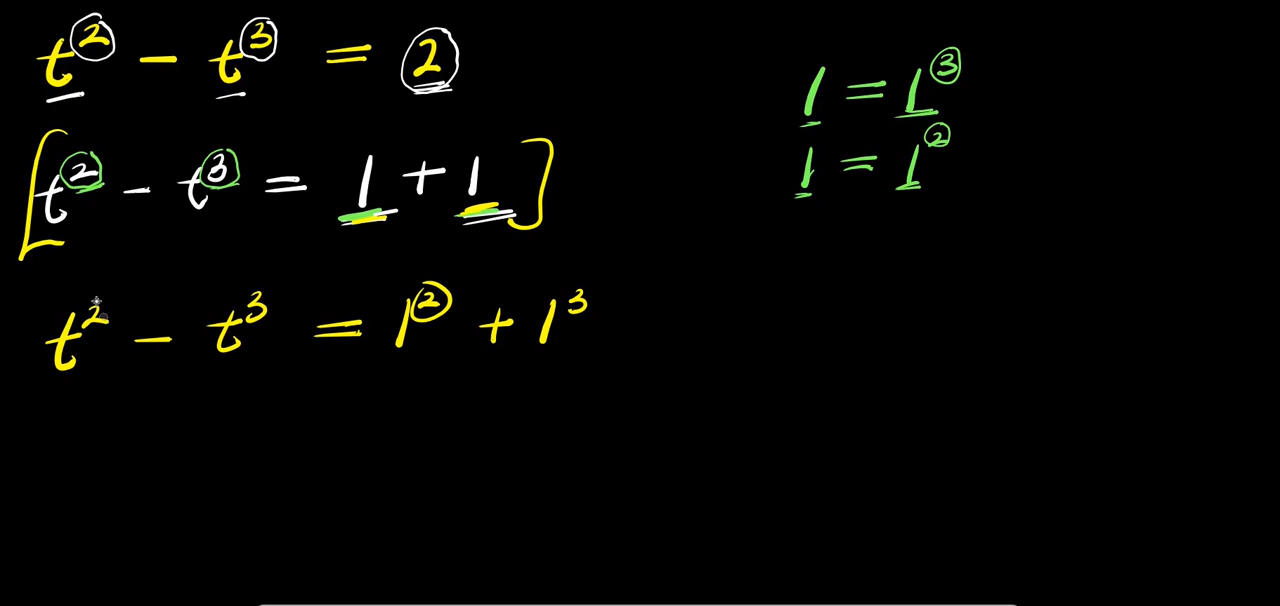 t² - t³ = 2
1 = 1³
1 = 1²
[t² - t³ = 1 + 1]
t² - t³ = 1² + 1³